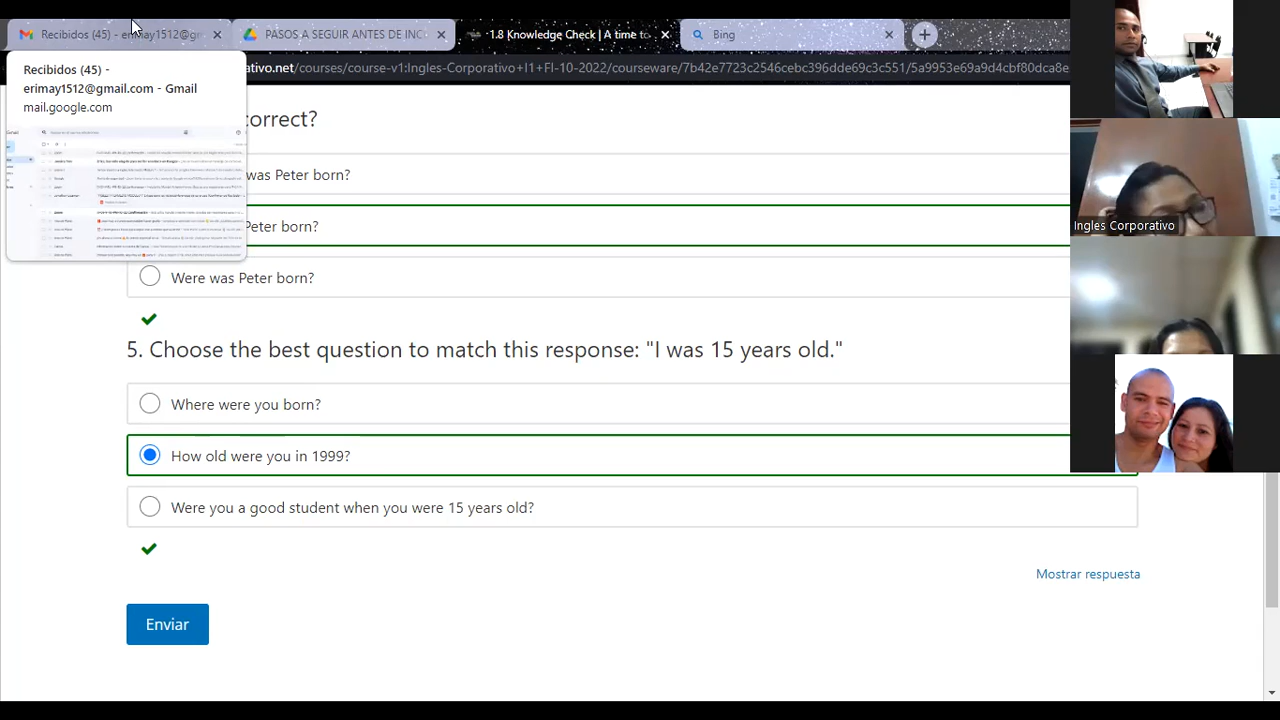 Recibidos (45) - erimay1512@gm
PASOS A SEGUIR ANTES DE INIC
1.8 Knowledge Check | A time to
Bing
Recibidos (45) -
erimay1512@gmail.com - Gmail
mail.google.com
ativo.net/courses/course-v1:Ingles-Cor
I1+FI-10-2022/courseware/7b42e7723c2546cebc396dde69c3c551/5a9953e69a9d4cbf80dca8e
orrect?
was Peter born?
Peter born?
Were was Peter born?
Ingles Corporativo
5. Choose the best question to match this response: "I was 15 years old."
Where were you born?
How old were you in 1999?
Were you a good student when you were 15 years old?
Mostrar respuesta
Enviar